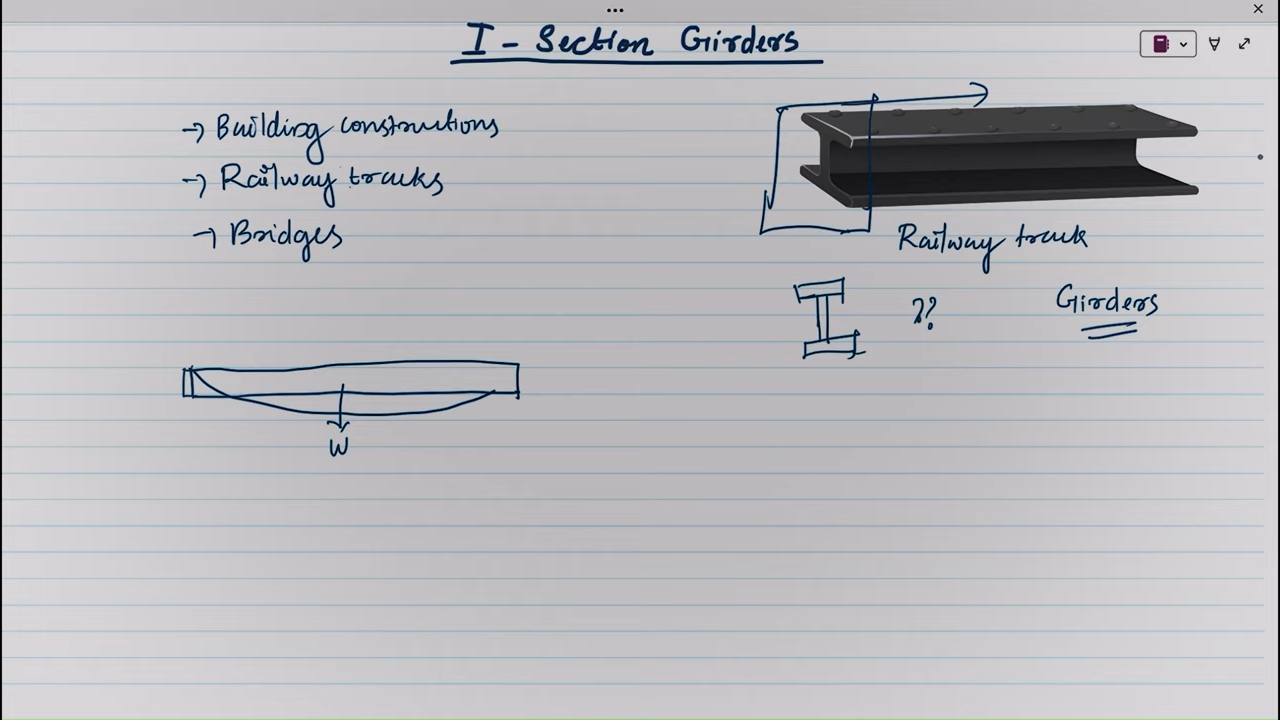 I - Section Girders
→ Building constructions
→ Railway tracks
→ Bridges
Railway track
??
Girders
W